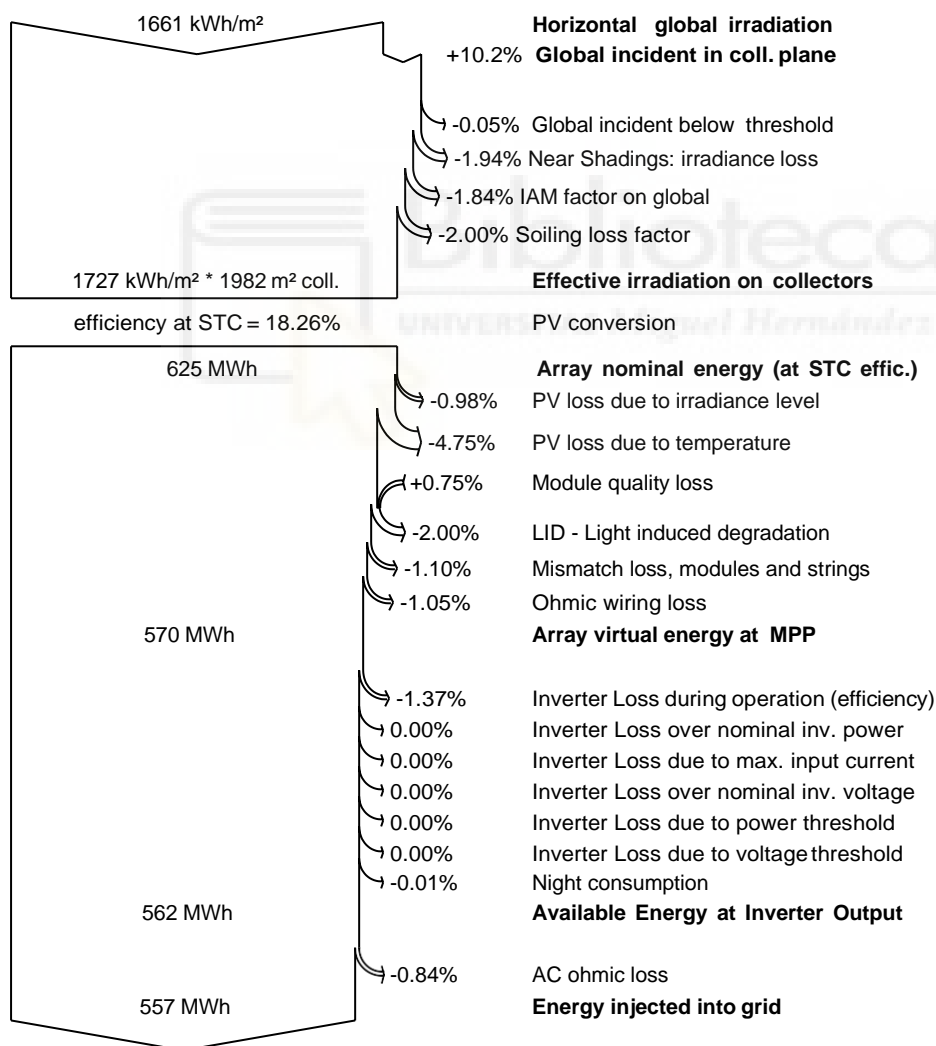 1661 kWh/m² Horizontal global irradiation
+10.2% Global incident in coll. plane
-0.05% Global incident below threshold
-1.94% Near Shadings: irradiance loss
-1.84% IAM factor on global
-2.00% Soiling loss factor
Biblioteca
1727 kWh/m² * 1982 m² coll. Effective irradiation on collectors
efficiency at STC = 18.26% PV conversion
UNIVERSITAS Miguel Hernández
625 MWh Array nominal energy (at STC effic.)
-0.98% PV loss due to irradiance level
-4.75% PV loss due to temperature
+0.75% Module quality loss
-2.00% LID - Light induced degradation
-1.10% Mismatch loss, modules and strings
-1.05% Ohmic wiring loss
570 MWh Array virtual energy at MPP
-1.37% Inverter Loss during operation (efficiency)
0.00% Inverter Loss over nominal inv. power
0.00% Inverter Loss due to max. input current
0.00% Inverter Loss over nominal inv. voltage
0.00% Inverter Loss due to power threshold
0.00% Inverter Loss due to voltage threshold
-0.01% Night consumption
562 MWh Available Energy at Inverter Output
-0.84% AC ohmic loss
557 MWh Energy injected into grid